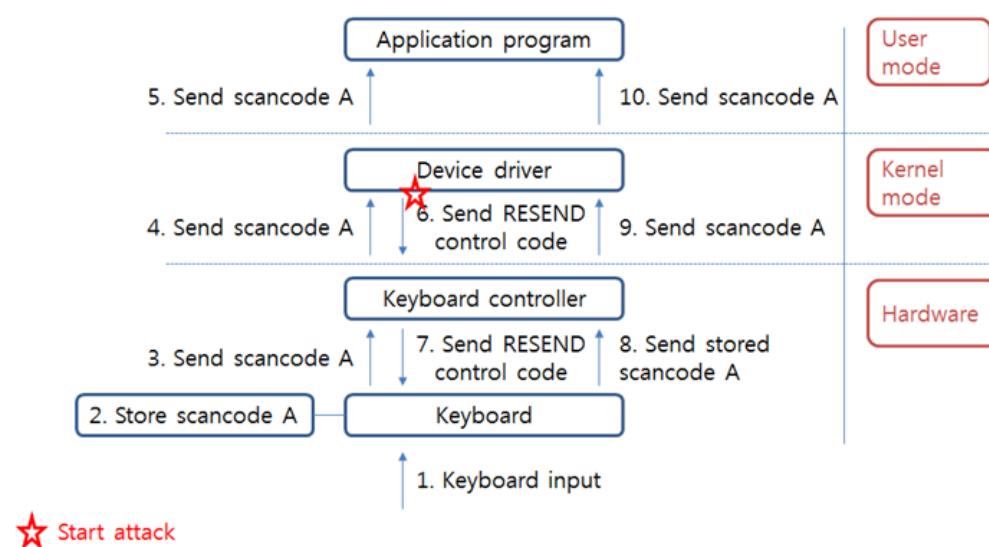 Application program
User
mode
5. Send scancode A
10. Send scancode A
Device driver
Kernel
mode
4. Send scancode A
6. Send RESEND
control code
9. Send scancode A
Keyboard controller
Hardware
3. Send scancode A
7. Send RESEND
control code
8. Send stored
scancode A
2. Store scancode A
Keyboard
1. Keyboard input
Start attack